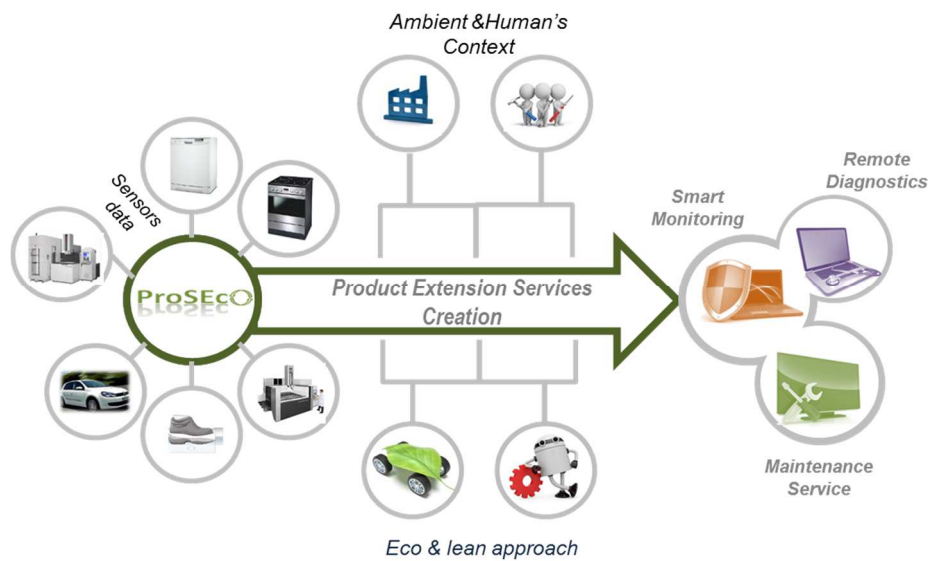 Ambient &Human's
Context
Sensors
data
Remote
Diagnostics
Smart
Monitoring
ProSEcO
Product Extension Services
Creation
Maintenance
Service
Eco & lean approach